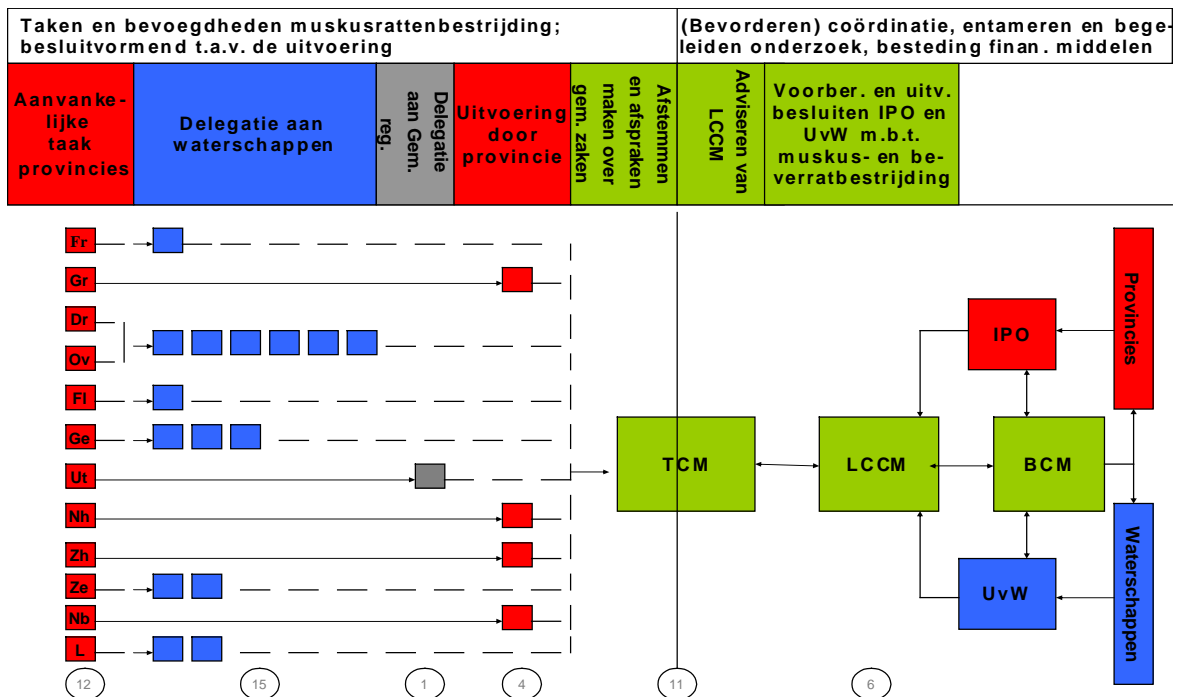 Taken en bevoegdheden muskusrattenbestrijding;
besluitvormend t.a.v. de uitvoering
(Bevorderen) coördinatie, entameren en bege-
leiden onderzoek, besteding finan. middelen
Aanvanke-
lijke
taak
provincies
Delegatie aan
waterschappen
Delegatie
aan Gem.
reg.
Uitvoering
door
provincie
Afstemmen
en afspraken
maken over
gem. zaken
Adviseren van
LCCM
Voorber. en uitv.
besluiten IPO en
UvW m.b.t.
muskus- en be-
verratbestrijding
Fr
Gr
Dr
Ov
Fl
Ge
Ut
Nh
Zh
Ze
Nb
L
TCM
LCCM
BCM
IPO
UvW
Provincies
Waterschappen
12
15
1
4
11
6